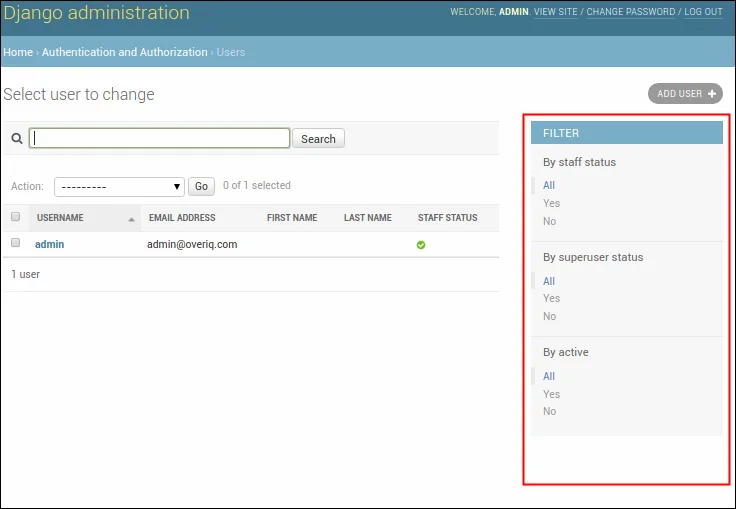 Django administration
WELCOME, ADMIN. VIEW SITE / CHANGE PASSWORD / LOG OUT
Home › Authentication and Authorization › Users
Select user to change
ADD USER +
Search
Action: --------- Go 0 of 1 selected
USERNAME EMAIL ADDRESS FIRST NAME LAST NAME STAFF STATUS
admin admin@overiq.com
1 user
FILTER
By staff status
All
Yes
No
By superuser status
All
Yes
No
By active
All
Yes
No